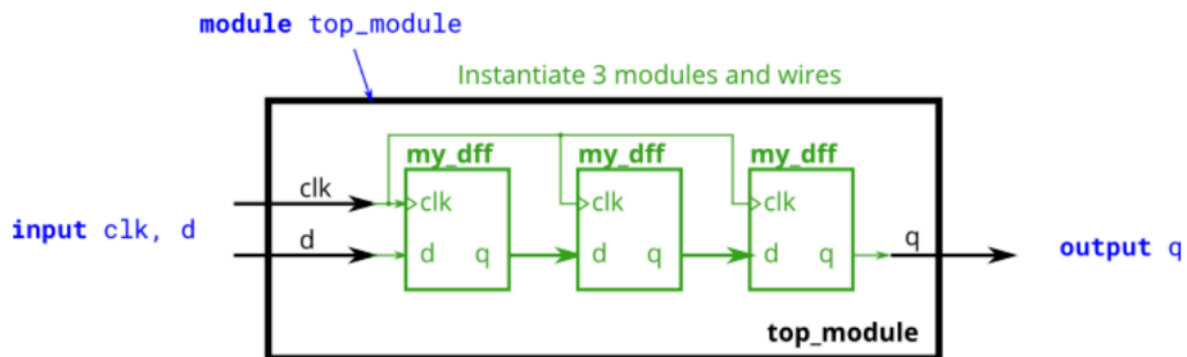 module top_module
Instantiate 3 modules and wires
my_dff my_dff my_dff
clk clk clk clk
input clk, d
d d q d q d q q
output q
top_module